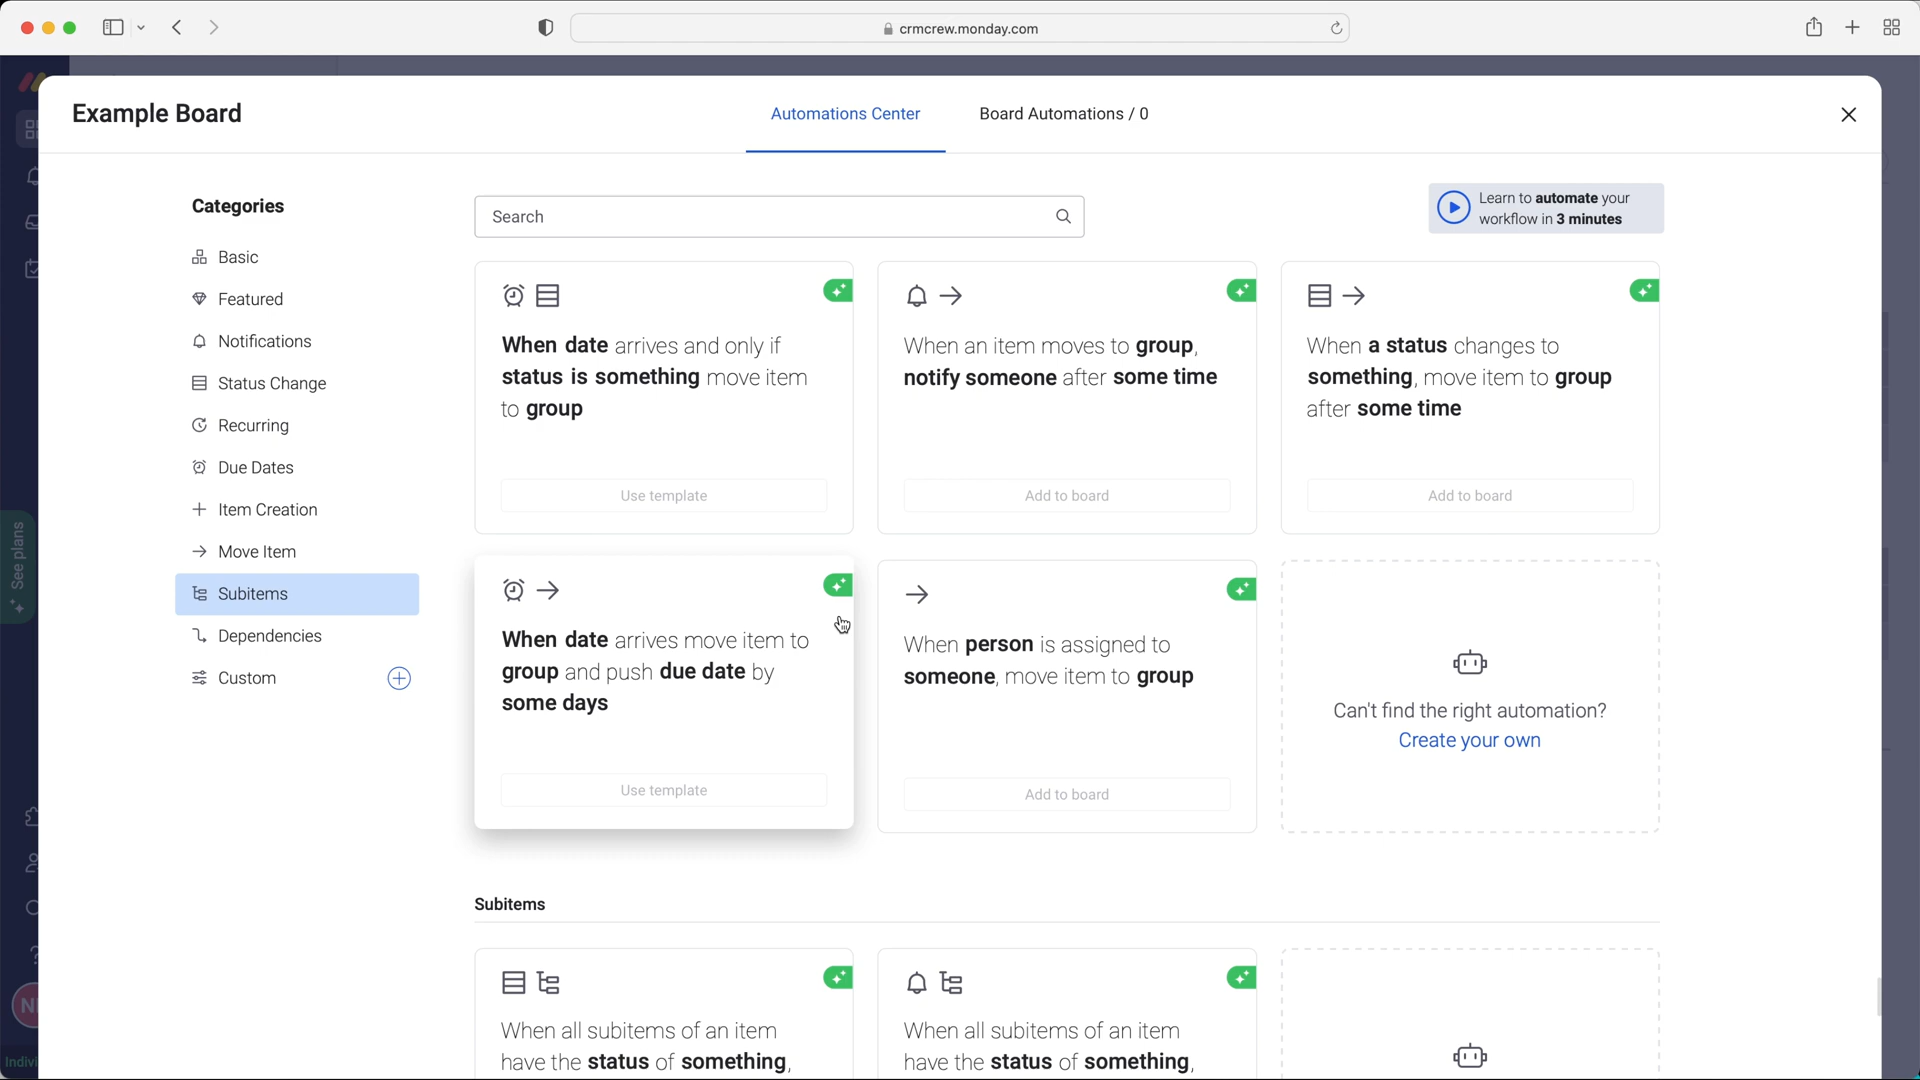 crmcrew.monday.com
Example Board
Automations Center
Board Automations / 0
Categories
Basic
Featured
Notifications
Status Change
Recurring
Due Dates
Item Creation
Move Item
Subitems
Dependencies
Custom
See plans
Search
Learn to automate your
workflow in 3 minutes
When date arrives and only if
status is something move item
to group
Use template
When an item moves to group,
notify someone after some time
Add to board
When a status changes to
something, move item to group
after some time
Add to board
When date arrives move item to
group and push due date by
some days
Use template
When person is assigned to
someone, move item to group
Add to board
Can't find the right automation?
Create your own
Subitems
When all subitems of an item
have the status of something,
When all subitems of an item
have the status of something,
NI
Indivi